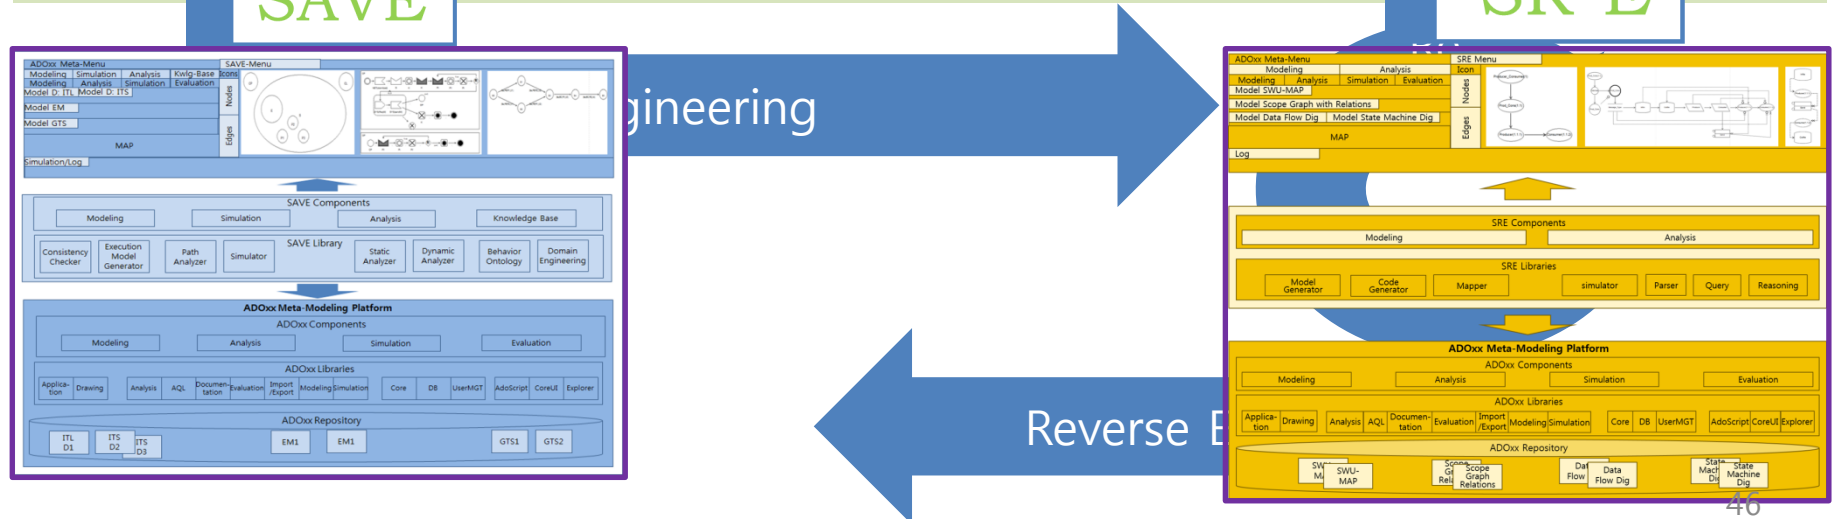 SAVE
SR E
gineering
Reverse E
ADOxx Meta-Menu
SAVE-Menu
Modeling Simulation Analysis Kwlg-Base Icons
Modeling Analysis Simulation Evaluation
Model D: ITL Model D: ITS
Model EM
Model GTS
MAP
Nodes
Edges
Simulation/Log
SAVE Components
Modeling Simulation Analysis Knowledge Base
SAVE Library
Consistency Checker
Execution Model Generator
Path Analyzer
Simulator
Static Analyzer
Dynamic Analyzer
Behavior Ontology
Domain Engineering
ADOxx Meta-Modeling Platform
ADOxx Components
Modeling Analysis Simulation Evaluation
ADOxx Libraries
Applica-tion Drawing Analysis AQL Documen-tation Evaluation Import /Export Modeling Simulation Core DB UserMGT AdoScript CoreUI Explorer
ADOxx Repository
ITL D1
ITS D2
ITS D3
EM1
EM1
GTS1
GTS2
ADOxx Meta-Menu
SRE Menu
Modeling Analysis Icon
Modeling Analysis Simulation Evaluation
Model SWU-MAP
Model Scope Graph with Relations
Model Data Flow Dig Model State Machine Dig
MAP
Nodes
Edges
Log
SRE Components
Modeling Analysis
SRE Libraries
Model Generator
Code Generator
Mapper
simulator
Parser
Query
Reasoning
ADOxx Meta-Modeling Platform
ADOxx Components
Modeling Analysis Simulation Evaluation
ADOxx Libraries
Applica-tion Drawing Analysis AQL Documen-tation Evaluation Import /Export Modeling Simulation Core DB UserMGT AdoScript CoreUI Explorer
ADOxx Repository
SWU-MAP
Scope Graph Relations
Data Flow Dig
State Machine Dig
46